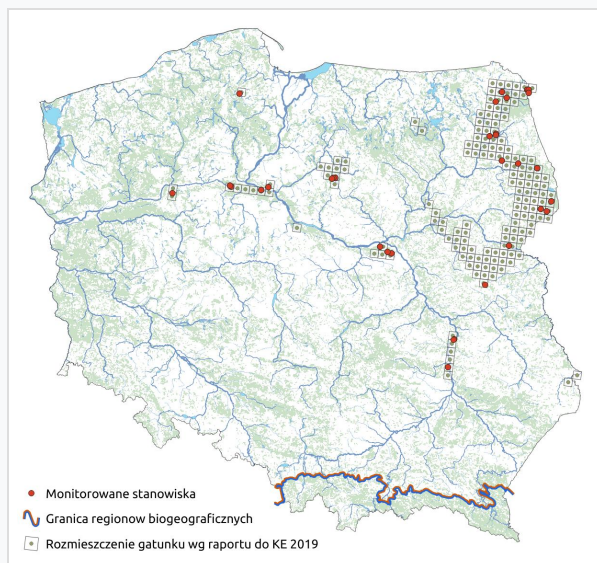 Monitorowane stanowiska
Granica regionow biogeograficznych
Rozmieszczenie gatunku wg raportu do KE 2019